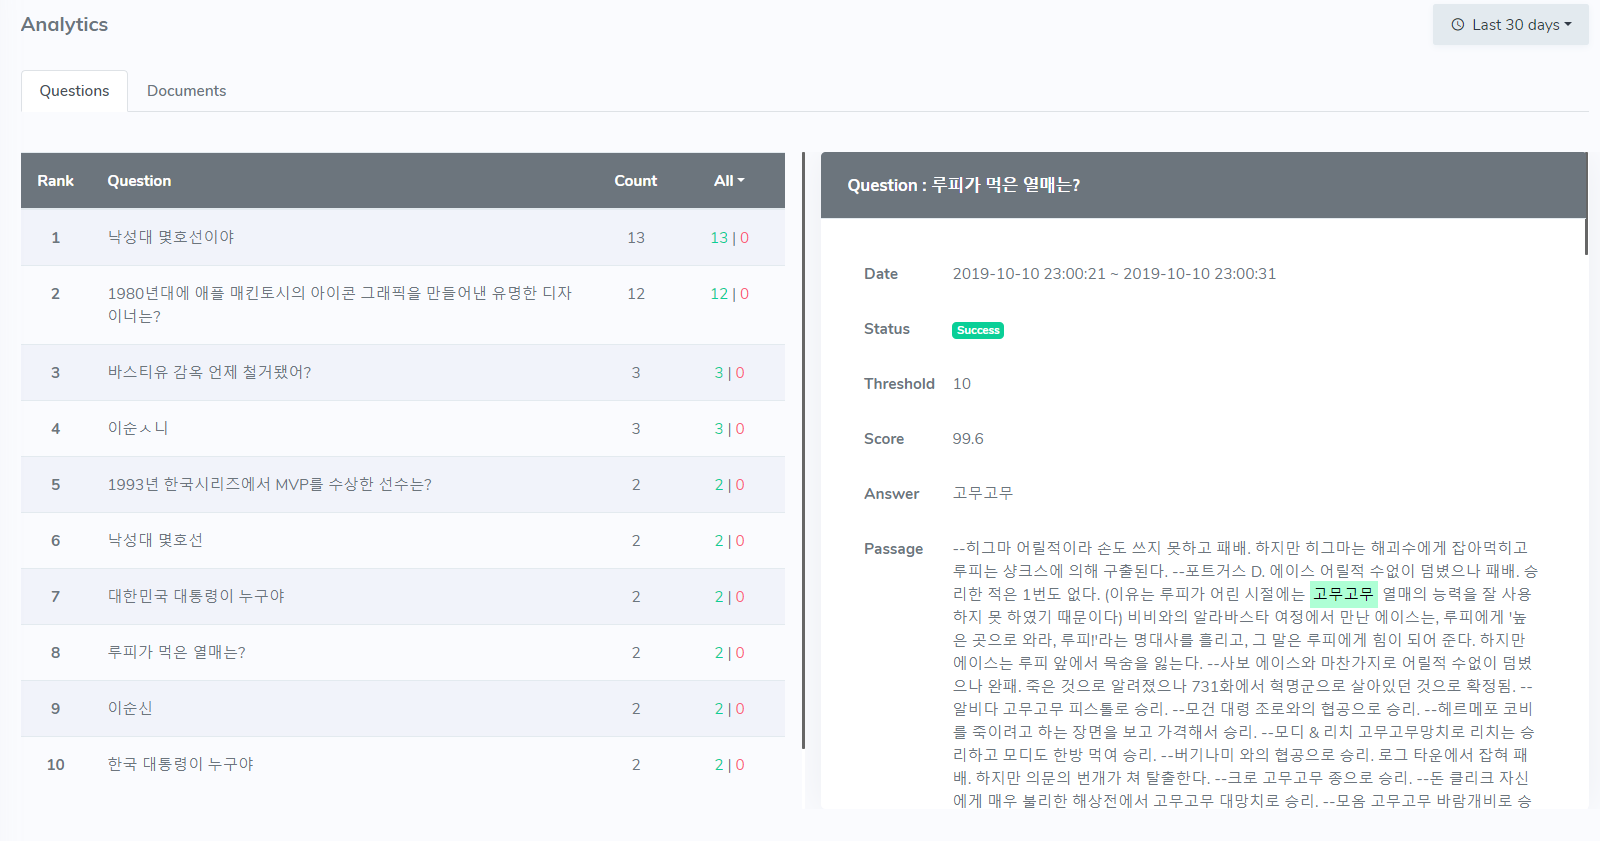 Analytics
Last 30 days
Questions Documents
Rank Question Count All
1 낙성대 몇호선이야 13 13 | 0
2 1980년대에 애플 매킨토시의 아이콘 그래픽을 만들어낸 유명한 디자 12 12 | 0
이너는?
3 바스티유 감옥 언제 철거됐어? 3 3 | 0
4 이순ㅅ니 3 3 | 0
5 1993년 한국시리즈에서 MVP를 수상한 선수는? 2 2 | 0
6 낙성대 몇호선 2 2 | 0
7 대한민국 대통령이 누구야 2 2 | 0
8 루피가 먹은 열매는? 2 2 | 0
9 이순신 2 2 | 0
10 한국 대통령이 누구야 2 2 | 0
Question : 루피가 먹은 열매는?
Date 2019-10-10 23:00:21 ~ 2019-10-10 23:00:31
Status Success
Threshold 10
Score 99.6
Answer 고무고무
Passage --히그마 어릴적이라 손도 쓰지 못하고 패배. 하지만 히그마는 해괴수에게 잡아먹히고
루피는 샹크스에 의해 구출된다. --포트거스 D. 에이스 어릴적 수없이 덤볐으나 패배. 승
리한 적은 1번도 없다. (이유는 루피가 어린 시절에는 고무고무 열매의 능력을 잘 사용
하지 못 하였기 때문이다) 비비와의 알라바스타 여정에서 만난 에이스는, 루피에게 '높
은 곳으로 와라, 루피!'라는 명대사를 흘리고, 그 말은 루피에게 힘이 되어 준다. 하지만
에이스는 루피 앞에서 목숨을 잃는다. --사보 에이스와 마찬가지로 어릴적 수없이 덤볐
으나 완패. 죽은 것으로 알려졌으나 731화에서 혁명군으로 살아있던 것으로 확정됨. --
알비다 고무고무 피스톨로 승리. --모건 대령 조로와의 협공으로 승리. --헤르메포 코비
를 죽이려고 하는 장면을 보고 가격해서 승리. --모디 & 리치 고무고무망치로 리치는 승
리하고 모디도 한방 먹여 승리. --버기나미 와의 협공으로 승리. 로그 타운에서 잡혀 패
배. 하지만 의문의 번개가 쳐 탈출한다. --크로 고무고무 종으로 승리. --돈 클리크 자신
에게 매우 불리한 해상전에서 고무고무 대망치로 승리. --모옴 고무고무 바람개비로 승